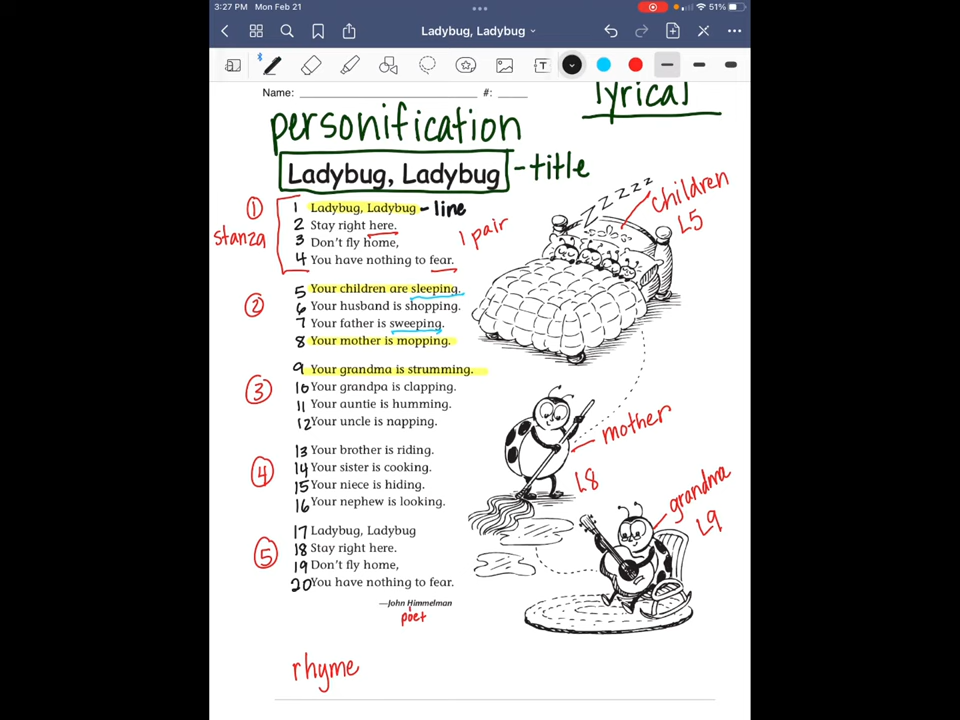 3:27 PM Mon Feb 21
51%
Ladybug, Ladybug
Name: #:
lyrical
personification
Ladybug, Ladybug -title
1 stanza
1 Ladybug, Ladybug - line
2 Stay right here.
3 Don't fly home,
4 You have nothing to fear.
1 pair
children
L5
2
5 Your children are sleeping.
6 Your husband is shopping.
7 Your father is sweeping.
8 Your mother is mopping.
zzzzz
3
9 Your grandma is strumming.
10 Your grandpa is clapping.
11 Your auntie is humming.
12 Your uncle is napping.
mother
L8
4
13 Your brother is riding.
14 Your sister is cooking.
15 Your niece is hiding.
16 Your nephew is looking.
grandma
L9
5
17 Ladybug, Ladybug
18 Stay right here.
19 Don't fly home,
20 You have nothing to fear.
—John Himmelman
poet
rhyme